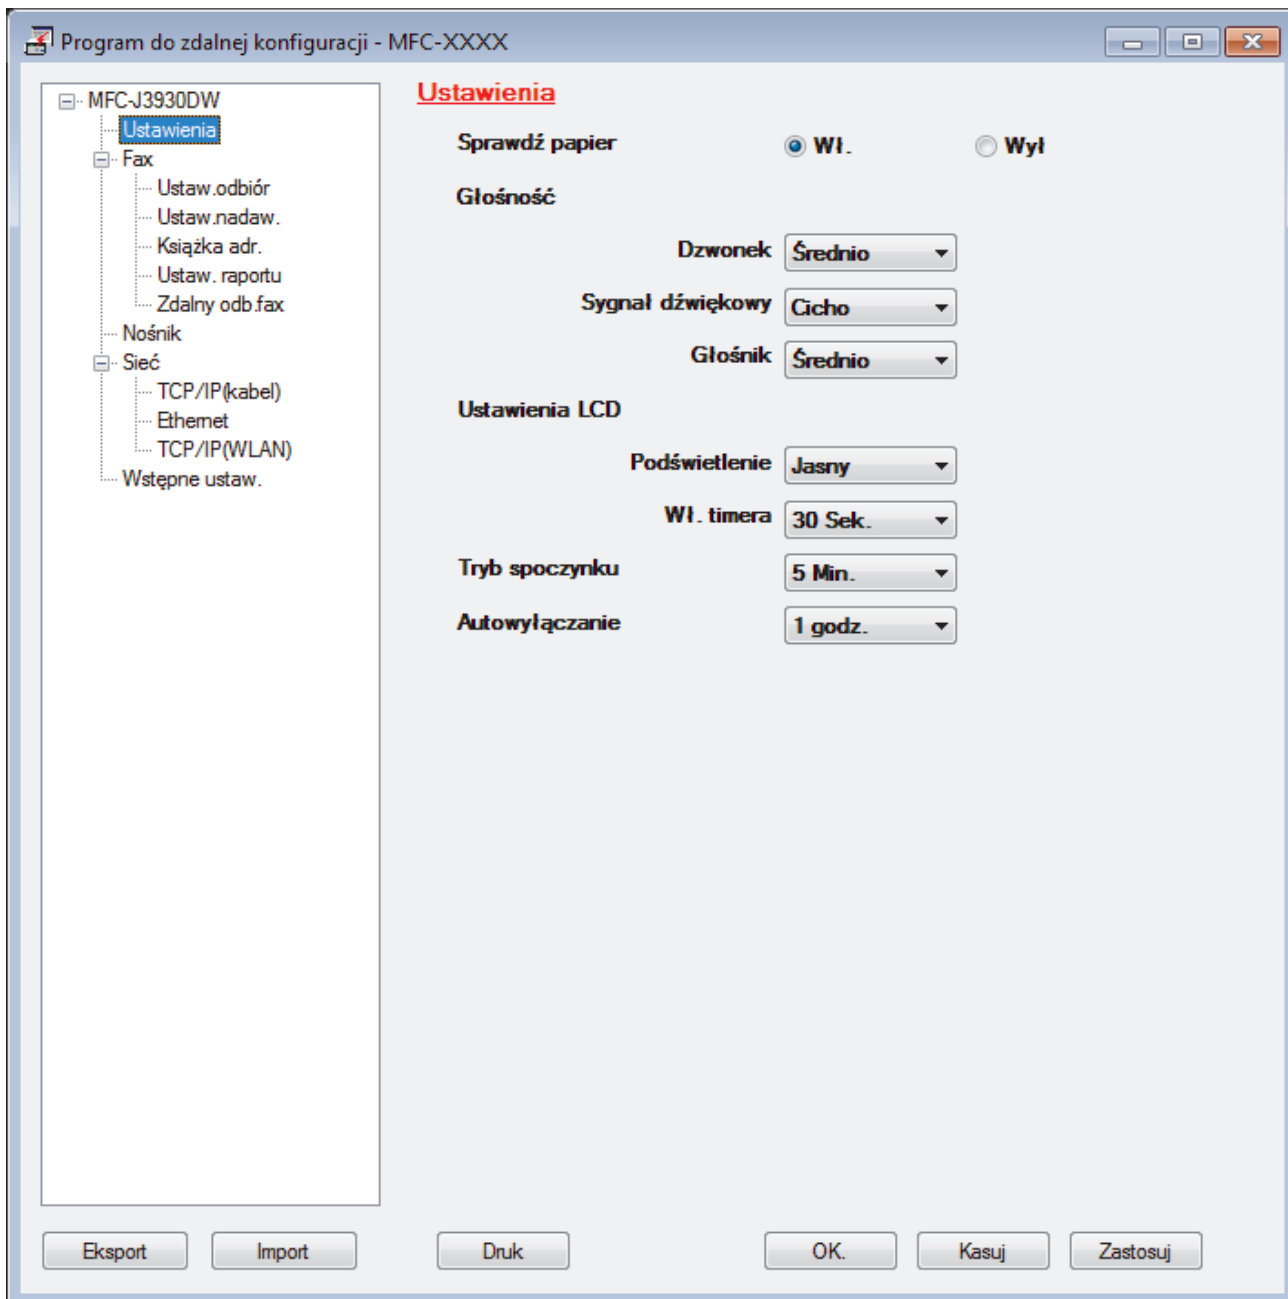 Program do zdalnej konfiguracji - MFC-XXXX
MFC-J3930DW
Ustawienia
Fax
Ustaw.odbiór
Ustaw.nadaw.
Książka adr.
Ustaw. raportu
Zdalny odb.fax
Nośnik
Sieć
TCP/IP(kabel)
Ethernet
TCP/IP(WLAN)
Wstępne ustaw.
Ustawienia
Sprawdź papier Wł. Wył
Głośność
Dzwonek Średnio
Sygnał dźwiękowy Cicho
Głośnik Średnio
Ustawienia LCD
Podświetlenie Jasny
Wł. timera 30 Sek.
Tryb spoczynku 5 Min.
Autowyłączanie 1 godz.
Eksport Import Druk OK. Kasuj Zastosuj